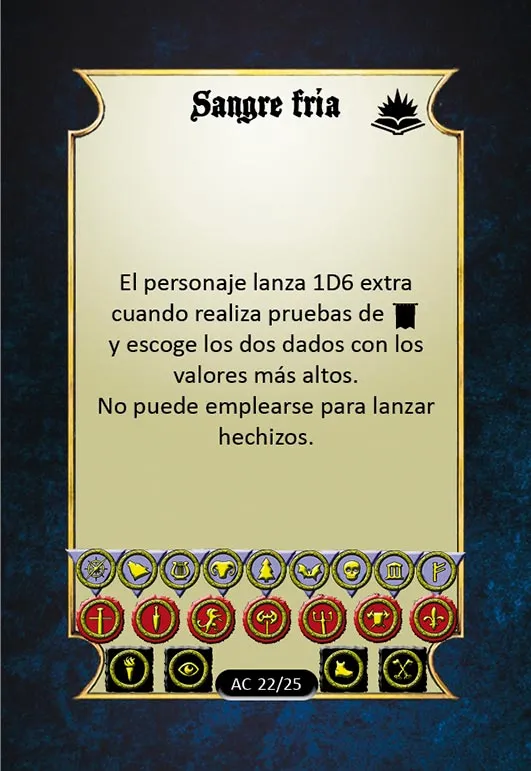 Sangre fría
El personaje lanza 1D6 extra
cuando realiza pruebas de
y escoge los dos dados con los
valores más altos.
No puede emplearse para lanzar
hechizos.
AC 22/25